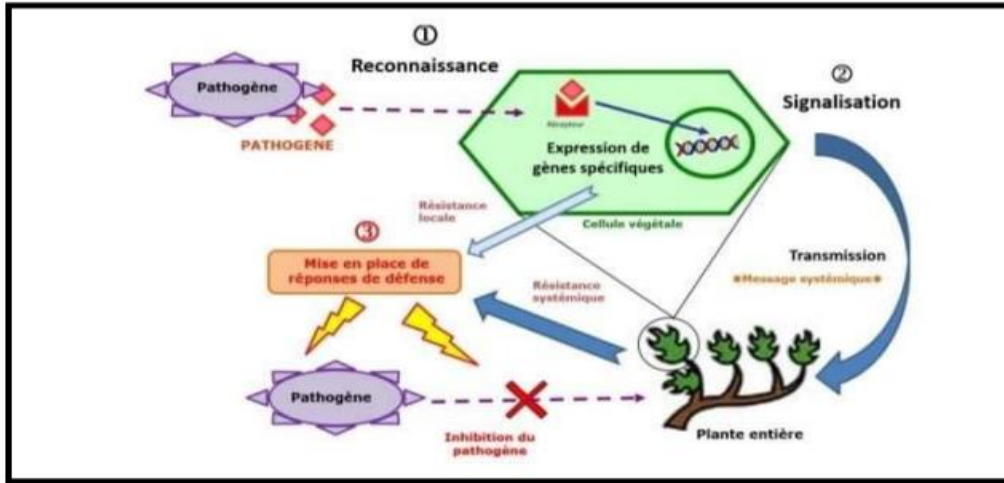 ①
Reconnaissance
Pathogène
PATHOGENE
Récepteur
Expression de
gènes spécifiques
Cellule végétale
②
Signalisation
Transmission
*Message systémique*
Résistance
locale
③
Mise en place de
réponses de défense
Résistance
systémique
Pathogène
Inhibition du
pathogène
Plante entière